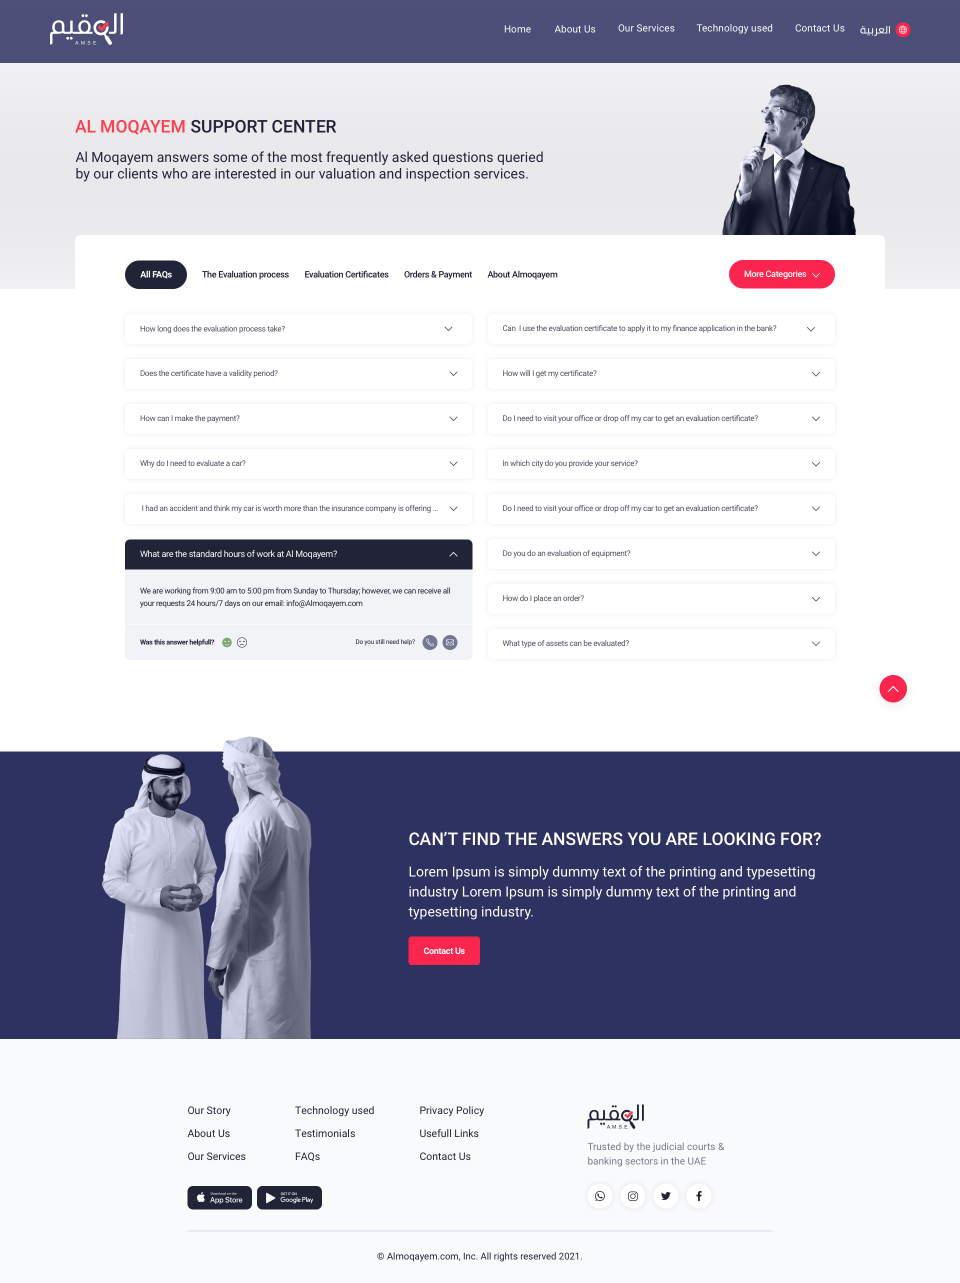 المقيم
A.M.S.E
Home
About Us
Our Services
Technology used
Contact Us
العربية
AL MOQAYEM SUPPORT CENTER
Al Moqayem answers some of the most frequently asked questions queried
by our clients who are interested in our valuation and inspection services.
All FAQs
The Evaluation process
Evaluation Certificates
Orders & Payment
About Almoqayem
More Categories
How long does the evaluation process take?
Can I use the evaluation certificate to apply it to my finance application in the bank?
Does the certificate have a validity period?
How will I get my certificate?
How can I make the payment?
Do I need to visit your office or drop off my car to get an evaluation certificate?
Why do I need to evaluate a car?
In which city do you provide your service?
I had an accident and think my car is worth more than the insurance company is offering ...
Do I need to visit your office or drop off my car to get an evaluation certificate?
What are the standard hours of work at Al Moqayem?
Do you do an evaluation of equipment?
We are working from 9:00 am to 5:00 pm from Sunday to Thursday; however, we can receive all
your requests 24 hours/7 days on our email: info@Almoqayem.com
How do I place an order?
Was this answer helpfull?
Do you still need help?
What type of assets can be evaluated?
CAN'T FIND THE ANSWERS YOU ARE LOOKING FOR?
Lorem Ipsum is simply dummy text of the printing and typesetting
industry Lorem Ipsum is simply dummy text of the printing and
typesetting industry.
Contact Us
Our Story
Technology used
Privacy Policy
About Us
Testimonials
Usefull Links
Our Services
FAQs
Contact Us
المقيم
A.M.S.E
Trusted by the judicial courts &
banking sectors in the UAE
Download on the
App Store
GET IT ON
Google Play
© Almoqayem.com, Inc. All rights reserved 2021.